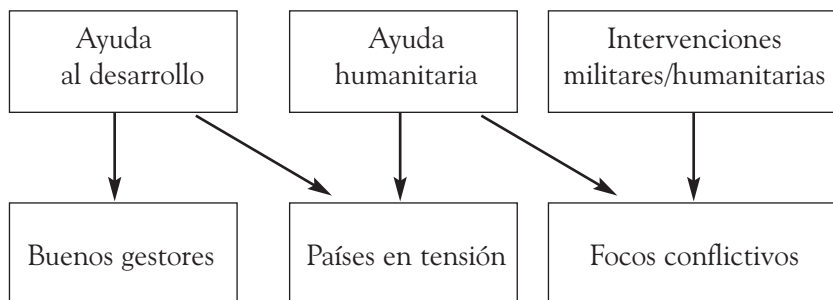 Ayuda
al desarrollo
Ayuda
humanitaria
Intervenciones
militares/humanitarias
Buenos gestores
Países en tensión
Focos conflictivos